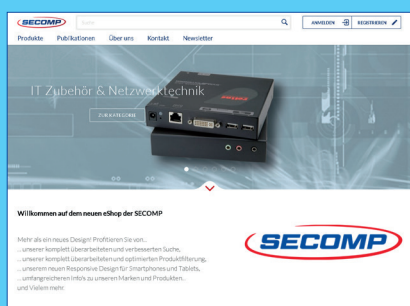 SECOMP
Suche
ANMELDEN
REGISTRIEREN
Produkte Publikationen Über uns Kontakt Newsletter
IT Zubehör & Netzwerktechnik
ZUR KATEGORIE
Willkommen auf dem neuen eShop der SECOMP
SECOMP
Mehr als ein neues Design! Profitieren Sie von..
...unserer komplett überarbeiteten und verbesserten Suche,
...unserer komplett überarbeiteten und optimierten Produktfilterung,
...unserem neuen Responsive Design für Smartphones und Tablets,
...umfangreicheren Info's zu unseren Marken und Produkten..
und Vielem mehr.